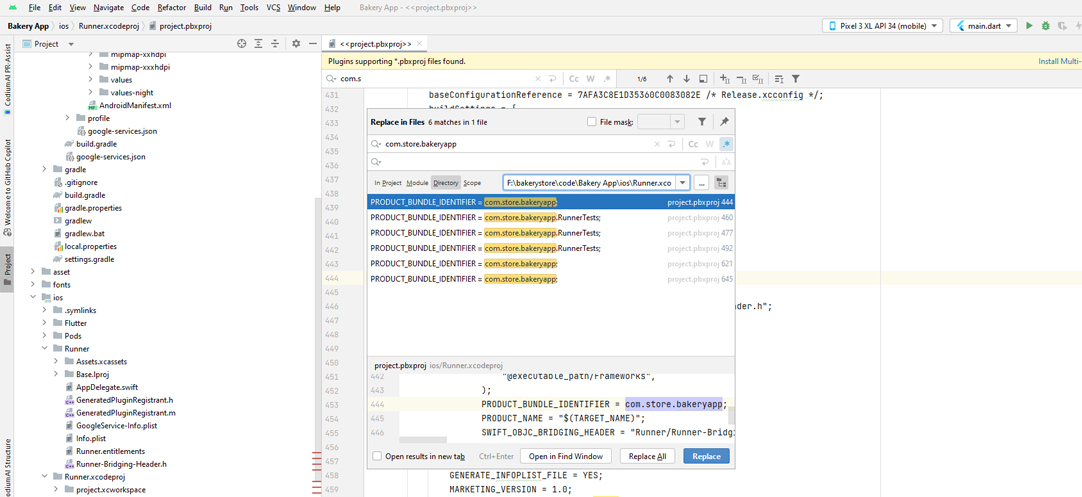 File Edit View Navigate Code Refactor Build Run Tools VCS Window Help Bakery App - <<project.pbxproj>>
Bakery App ios Runner.xcodeproj project.pbxproj Pixel 3 XL API 34 (mobile) main.dart
Project <<project.pbxproj>>
Plugins supporting *.pbxproj files found. Install Multi-
com.s Cc W .* 1/6
CodiumAI PR-Assist
Welcome to GitHub Copilot
Project
CodiumAI Structure
mipmap-xxhdpi
mipmap-xxxhdpi
values
values-night
AndroidManifest.xml
profile
google-services.json
build.gradle
google-services.json
gradle
.gitignore
build.gradle
gradle.properties
gradlew
gradlew.bat
local.properties
settings.gradle
asset
fonts
ios
.symlinks
Flutter
Pods
Runner
Assets.xcassets
Base.lproj
AppDelegate.swift
GeneratedPluginRegistrant.h
GeneratedPluginRegistrant.m
GoogleService-Info.plist
Info.plist
Runner.entitlements
Runner-Bridging-Header.h
Runner.xcodeproj
project.xcworkspace
431 baseConfigurationReference = 7AFA3C8E1D35360C0083082E /* Release.xcconfig */;
432 buildSettings = {
433
434
435
436
437
438
439
440
441
442
443
444
445
446 der.h";
447
448
449
450
451
452
453
454
455
456
457
458 GENERATE_INFOPLIST_FILE = YES;
459 MARKETING_VERSION = 1.0;
Replace in Files 6 matches in 1 file File mask:
com.store.bakeryapp Cc W .*
In Project Module Directory Scope F:\bakerystore\code\Bakery App\ios\Runner.xco ...
PRODUCT_BUNDLE_IDENTIFIER = com.store.bakeryapp; project.pbxproj 444
PRODUCT_BUNDLE_IDENTIFIER = com.store.bakeryapp.RunnerTests; project.pbxproj 460
PRODUCT_BUNDLE_IDENTIFIER = com.store.bakeryapp.RunnerTests; project.pbxproj 477
PRODUCT_BUNDLE_IDENTIFIER = com.store.bakeryapp.RunnerTests; project.pbxproj 492
PRODUCT_BUNDLE_IDENTIFIER = com.store.bakeryapp; project.pbxproj 621
PRODUCT_BUNDLE_IDENTIFIER = com.store.bakeryapp; project.pbxproj 645
project.pbxproj ios/Runner.xcodeproj
442 "@executable_path/Frameworks",
443 );
444 PRODUCT_BUNDLE_IDENTIFIER = com.store.bakeryapp;
445 PRODUCT_NAME = "$(TARGET_NAME)";
446 SWIFT_OBJC_BRIDGING_HEADER = "Runner/Runner-Bridgi
Open results in new tab Ctrl+Enter Open in Find Window Replace All Replace